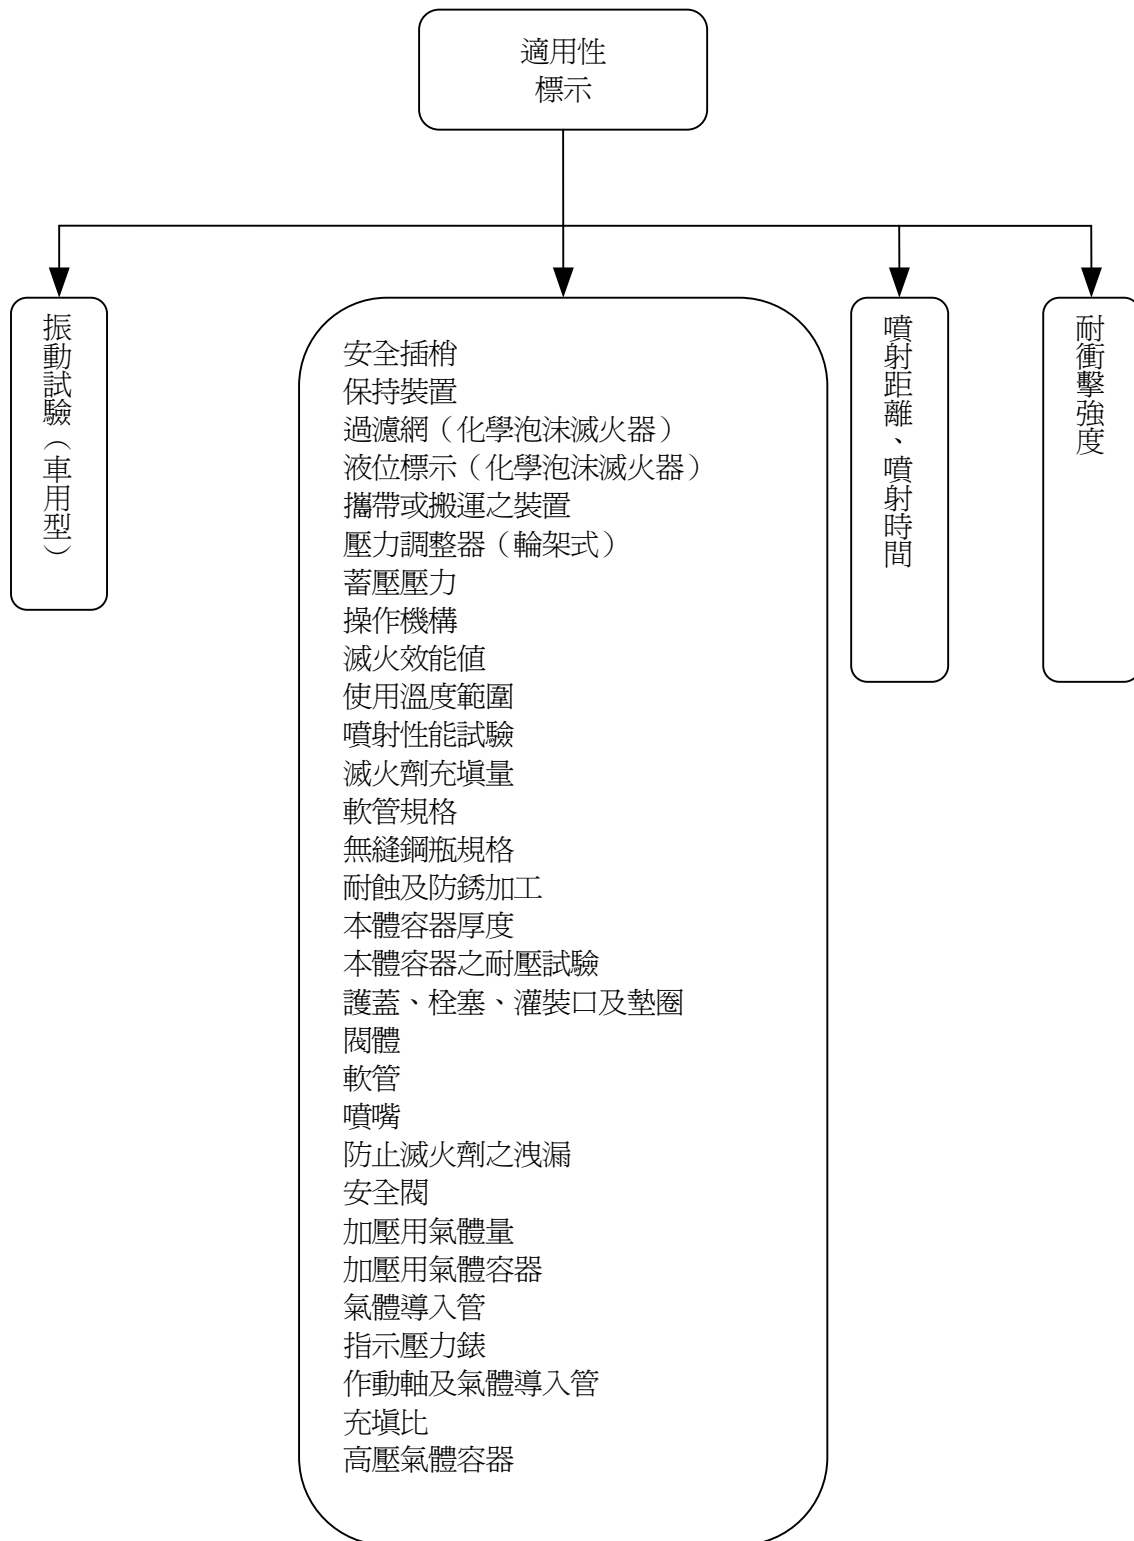 適用性
標示
振動試驗（車用型）
安全插梢
保持裝置
過濾網（化學泡沫滅火器）
液位標示（化學泡沫滅火器）
攜帶或搬運之裝置
壓力調整器（輪架式）
蓄壓壓力
操作機構
滅火效能值
使用溫度範圍
噴射性能試驗
滅火劑充填量
軟管規格
無縫鋼瓶規格
耐蝕及防銹加工
本體容器厚度
本體容器之耐壓試驗
護蓋、栓塞、灌裝口及墊圈
閥體
軟管
噴嘴
防止滅火劑之洩漏
安全閥
加壓用氣體量
加壓用氣體容器
氣體導入管
指示壓力錶
作動軸及氣體導入管
充填比
高壓氣體容器
噴射距離、噴射時間
耐衝擊強度